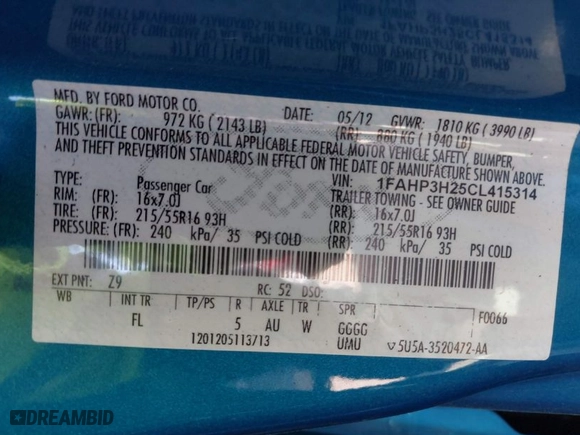 MFD. BY FORD MOTOR CO.
DATE: 05/12 GVWR: 1810 KG ( 3990 LB)
GAWR: (FR): 972 KG ( 2143 LB) (RR): 880 KG ( 1940 LB)
THIS VEHICLE CONFORMS TO ALL APPLICABLE FEDERAL MOTOR VEHICLE SAFETY, BUMPER,
AND THEFT PREVENTION STANDARDS IN EFFECT ON THE DATE OF MANUFACTURE SHOWN ABOVE.
VIN: 1FAHP3H25CL415314
TYPE: Passenger Car TRAILER TOWING - SEE OWNER GUIDE
RIM: (FR): 16x7.0J (RR): 16x7.0J
TIRE: (FR): 215/55R16 93H (RR): 215/55R16 93H
PRESSURE: (FR): 240 kPa/ 35 PSI COLD (RR): 240 kPa/ 35 PSI COLD
EXT PNT: Z9 RC: 52 DSO: F0066
WB INT TR TP/PS R AXLE TR SPR
FL 5 AU W GGGG
1201205113713 UMU 5U5A-3520472-AA
DREAMBID